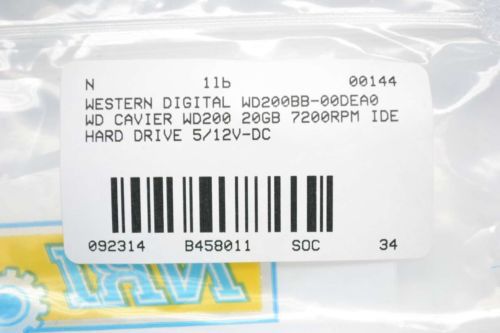 N 1lb 00144
WESTERN DIGITAL WD200BB-00DEA0
WD CAVIER WD200 20GB 7200RPM IDE
HARD DRIVE 5/12V-DC
092314 B458011 SOC 34
NRI